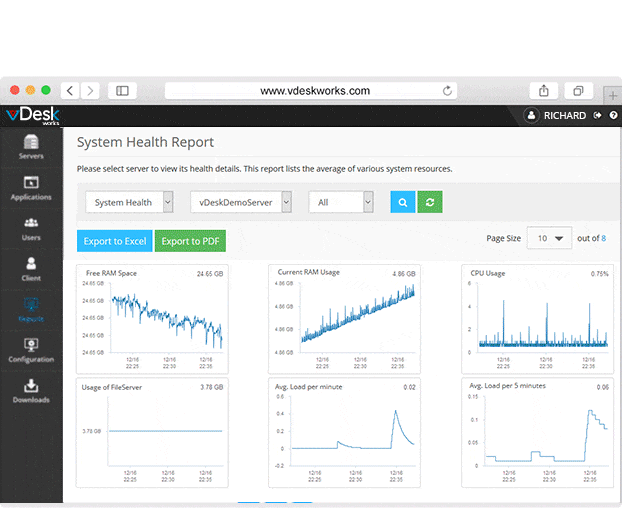 www.vdeskworks.com
vDesk
works
RICHARD
Servers
Applications
Users
Client
Reports
Configuration
Downloads
System Health Report
Please select server to view its health details. This report lists the average of various system resources.
System Health
vDeskDemoServer
All
Export to Excel
Export to PDF
Page Size
10
out of 8
Free RAM Space 24.65 GB
24.65 GB
24.65 GB
24.65 GB
24.65 GB
12/16 12/16 12/16
22:25 22:30 22:35
Current RAM Usage 4.86 GB
4.86 GB
4.86 GB
4.86 GB
4.86 GB
12/16 12/16 12/16
22:25 22:30 22:35
CPU Usage 0.75%
6
4
2
0
12/16 12/16 12/16
22:25 22:30 22:35
Usage of FileServer 3.78 GB
3.78 GB
12/16 12/16 12/16
22:25 22:30 22:35
Avg. Load per minute 0.02
0.6
0.4
0.2
0
-0.2
12/16 12/16 12/16
22:25 22:30 22:35
Avg. Load per 5 minutes 0.06
0.15
0.1
0.05
0
12/16 12/16 12/16
22:25 22:30 22:35